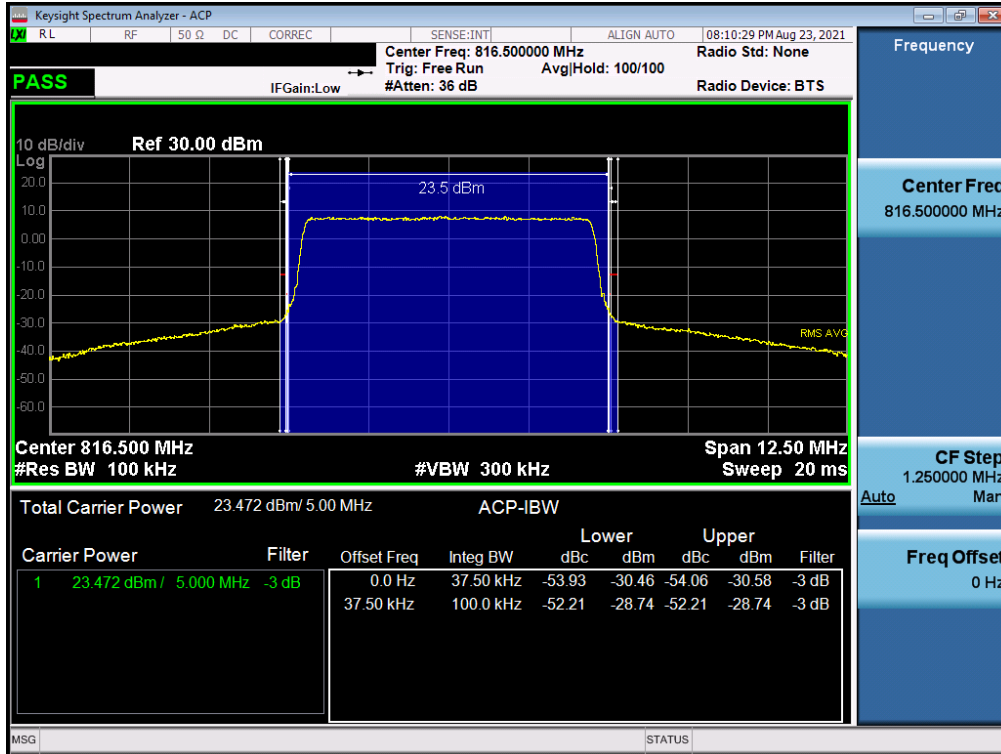 Keysight Spectrum Analyzer - ACP
LXI RL RF 50 Ω DC CORREC SENSE:INT ALIGN AUTO 08:10:29 PM Aug 23, 2021
Center Freq: 816.500000 MHz Radio Std: None
Trig: Free Run Avg|Hold: 100/100
PASS IFGain:Low #Atten: 36 dB Radio Device: BTS
10 dB/div Ref 30.00 dBm
Log
20.0
23.5 dBm
10.0
0.00
-10.0
-20.0
-30.0
RMS AVG
-40.0
-50.0
-60.0
Center 816.500 MHz Span 12.50 MHz
#Res BW 100 kHz #VBW 300 kHz Sweep 20 ms
Total Carrier Power 23.472 dBm/ 5.00 MHz ACP-IBW
Lower Upper
Carrier Power Filter Offset Freq Integ BW dBc dBm dBc dBm Filter
1 23.472 dBm / 5.000 MHz -3 dB 0.0 Hz 37.50 kHz -53.93 -30.46 -54.06 -30.58 -3 dB
37.50 kHz 100.0 kHz -52.21 -28.74 -52.21 -28.74 -3 dB
MSG STATUS
Frequency
Center Freq
816.500000 MHz
CF Step
1.250000 MHz
Auto Man
Freq Offset
0 Hz